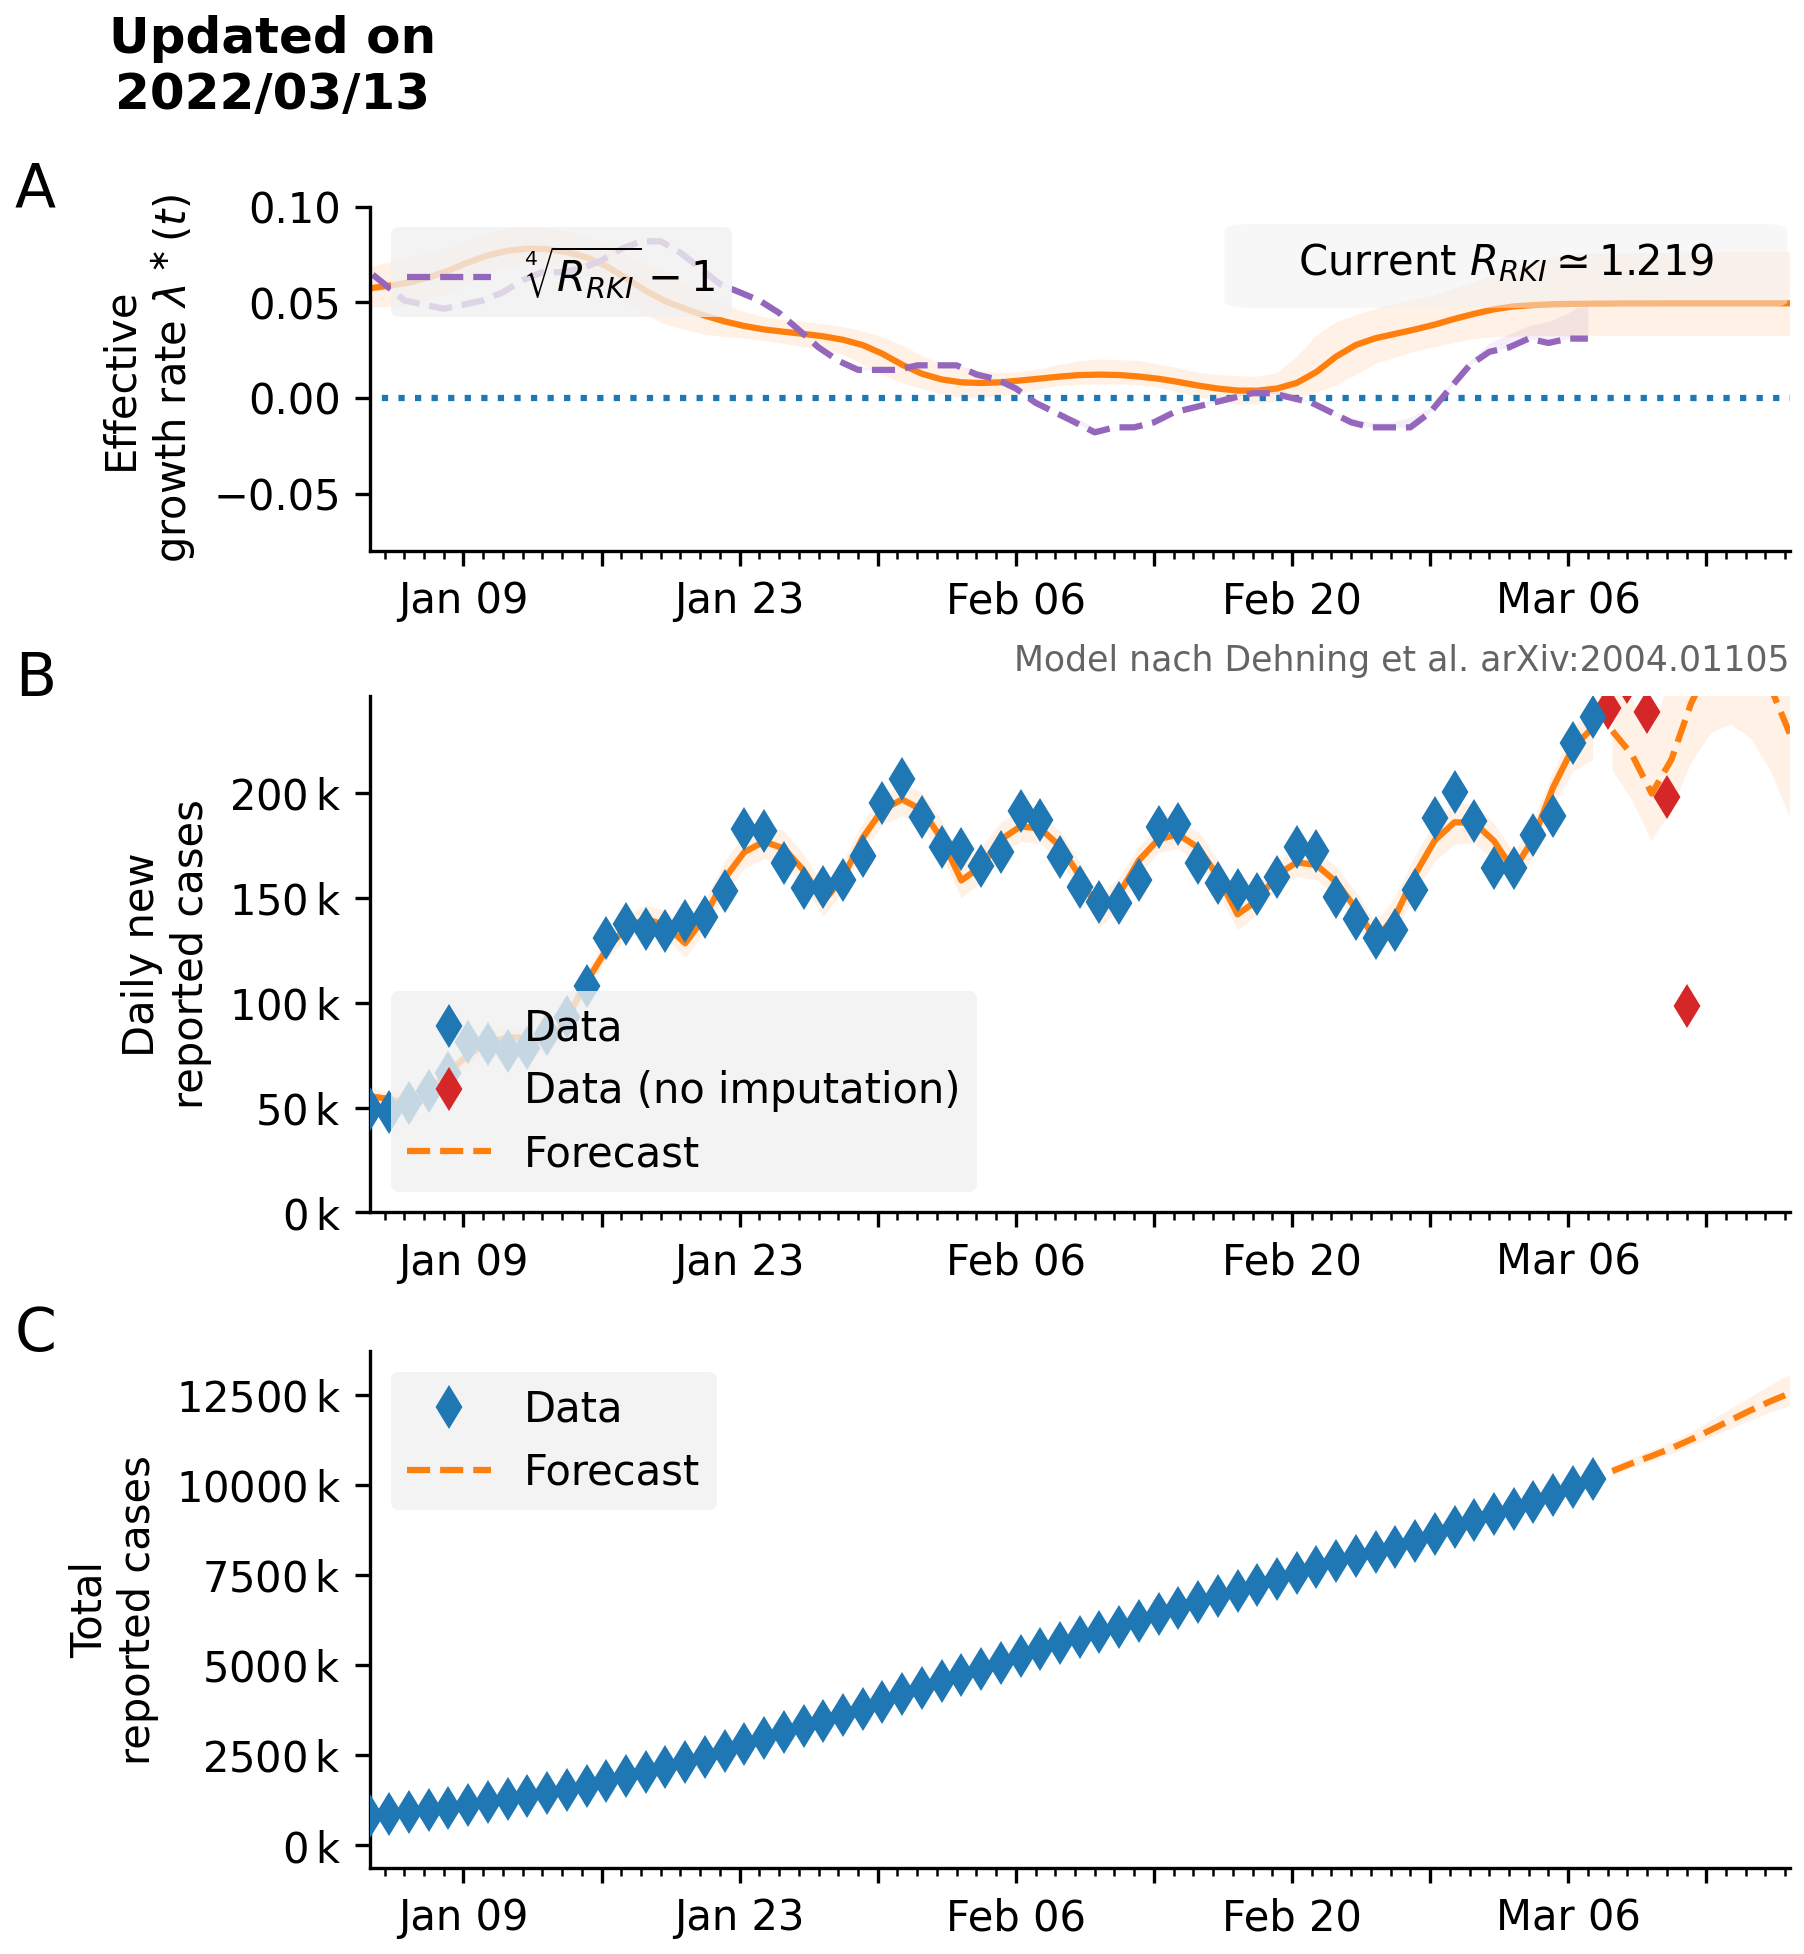 Updated on
2022/03/13
A
Effective
growth rate λ * (t)
0.10
0.05
0.00
−0.05
∜R_RKI − 1
Current R_RKI ≃ 1.219
Jan 09 Jan 23 Feb 06 Feb 20 Mar 06
Model nach Dehning et al. arXiv:2004.01105
B
Daily new
reported cases
200 k
150 k
100 k
50 k
0 k
Data
Data (no imputation)
Forecast
Jan 09 Jan 23 Feb 06 Feb 20 Mar 06
C
Total
reported cases
12500 k
10000 k
7500 k
5000 k
2500 k
0 k
Data
Forecast
Jan 09 Jan 23 Feb 06 Feb 20 Mar 06